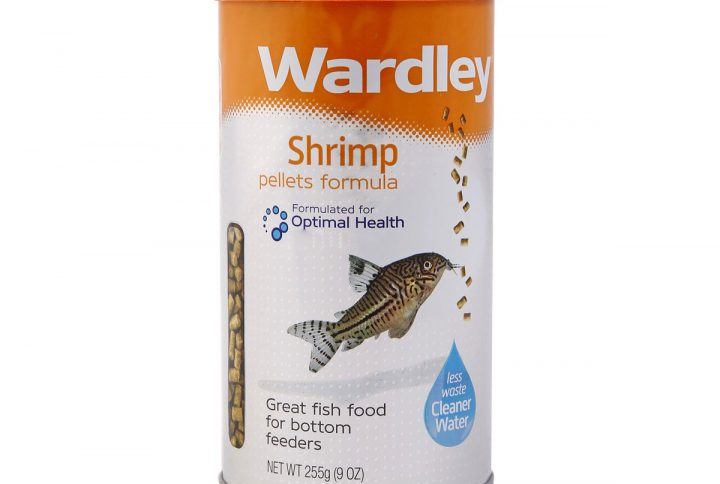 Wardley
Shrimp
pellets formula
Formulated for
Optimal Health
less
waste
Cleaner
Water
Great fish food
for bottom
feeders
NET WT 255g (9 OZ)